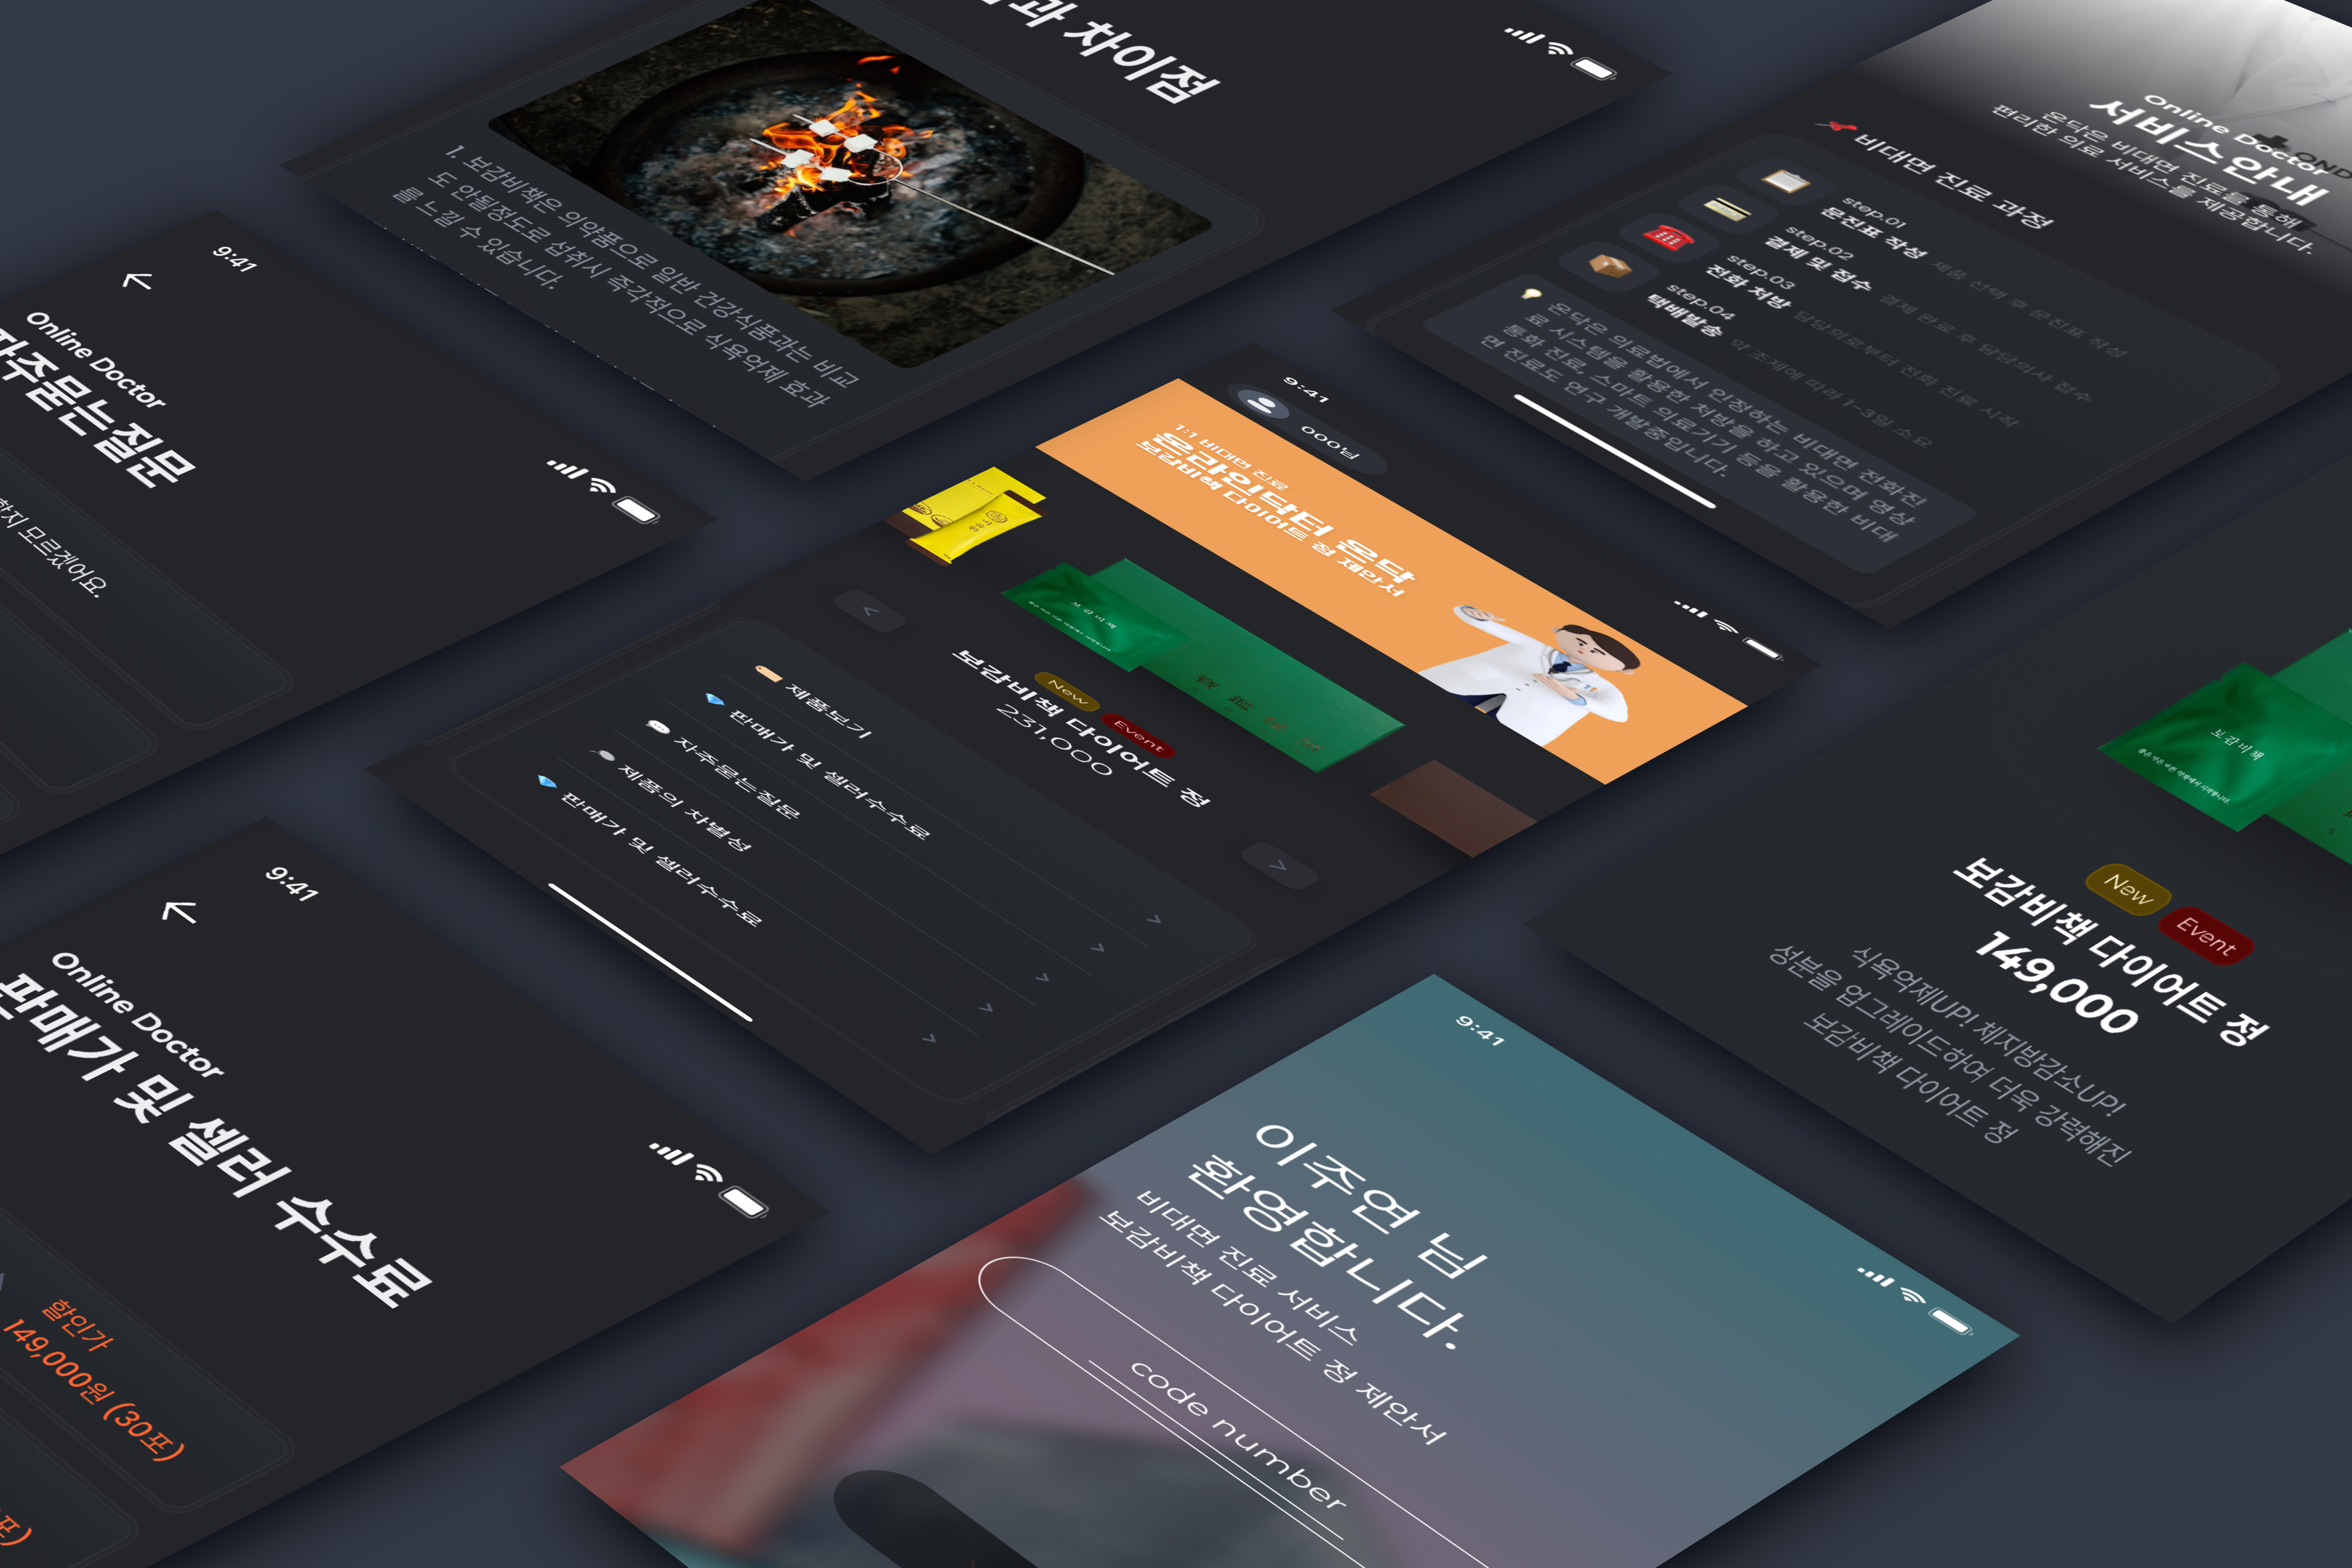 과 차이점
1. 보감비책은 의약품으로 일반 건강식품과는 비교
도 안될정도로 섭취시 즉각적으로 식욕억제 효과
를 느낄 수 있습니다.
Online Doctor
서비스안내
온닥은 비대면 진료를 통해
편리한 의료 서비스를 제공합니다.
비대면 진료 과정
step.01
문진표 작성 제품 선택 후 문진표 작성
step.02
결제 및 접수 결제 완료 후 담당의사 접수
step.03
전화 처방 담당의로부터 전화 진료 시작
step.04
택배발송 약 조제에 따라 1~3일 소요
온닥은 의료법에서 인정하는 비대면 전화진
료 시스템을 활용한 처방을 하고 있으며 영상
통화 진료, 스마트 의료기기 등을 활용한 비대
면 진료도 연구 개발중입니다.
9:41
Online Doctor
자주묻는질문
할지 모르겠어요.
9:41
OOO님
1:1 비대면 진료
온라인닥터 온닥
보감비책 다이어트 정 제안서
보감비책
New
Event
보감비책 다이어트 정
231,000
<
>
제품보기
판매가 및 셀러수수료
자주묻는질문
제품의 차별성
판매가 및 셀러수수료
보감비책
New
Event
보감비책 다이어트 정
149,000
식욕억제UP! 체지방감소UP!
성분을 업그레이드하여 더욱 강력해진
보감비책 다이어트 정
9:41
Online Doctor
판매가 및 셀러 수수료
할인가
149,000원 (30포)
포)
9:41
이주연 님
환영합니다.
비대면 진료 서비스
보감비책 다이어트 정 제안서
code number